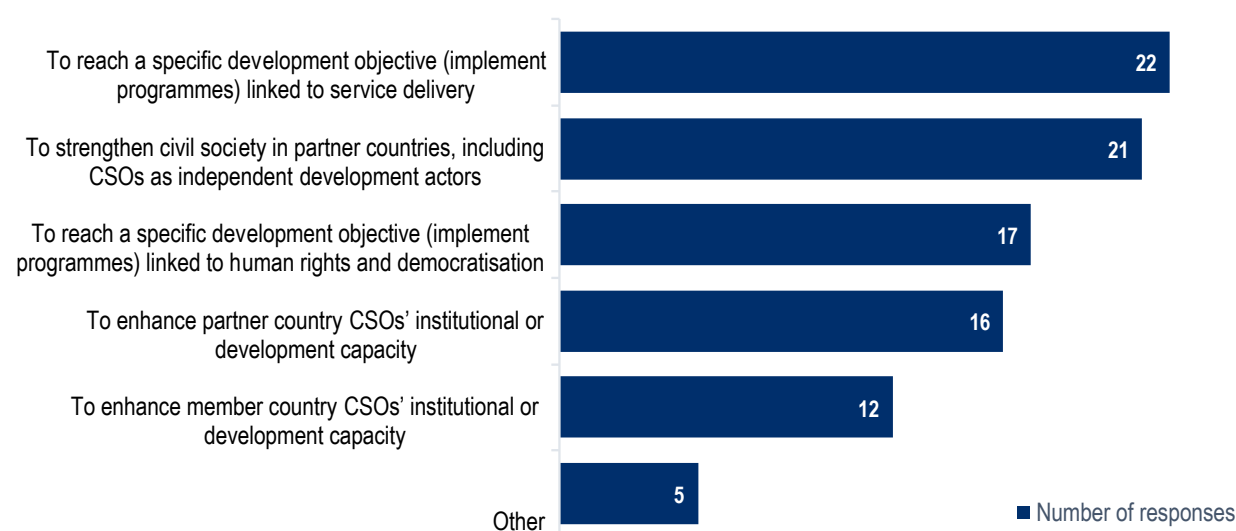 To reach a specific development objective (implement
programmes) linked to service delivery
22
To strengthen civil society in partner countries, including
CSOs as independent development actors
21
To reach a specific development objective (implement
programmes) linked to human rights and democratisation
17
To enhance partner country CSOs’ institutional or
development capacity
16
To enhance member country CSOs’ institutional or
development capacity
12
Other
5
Number of responses